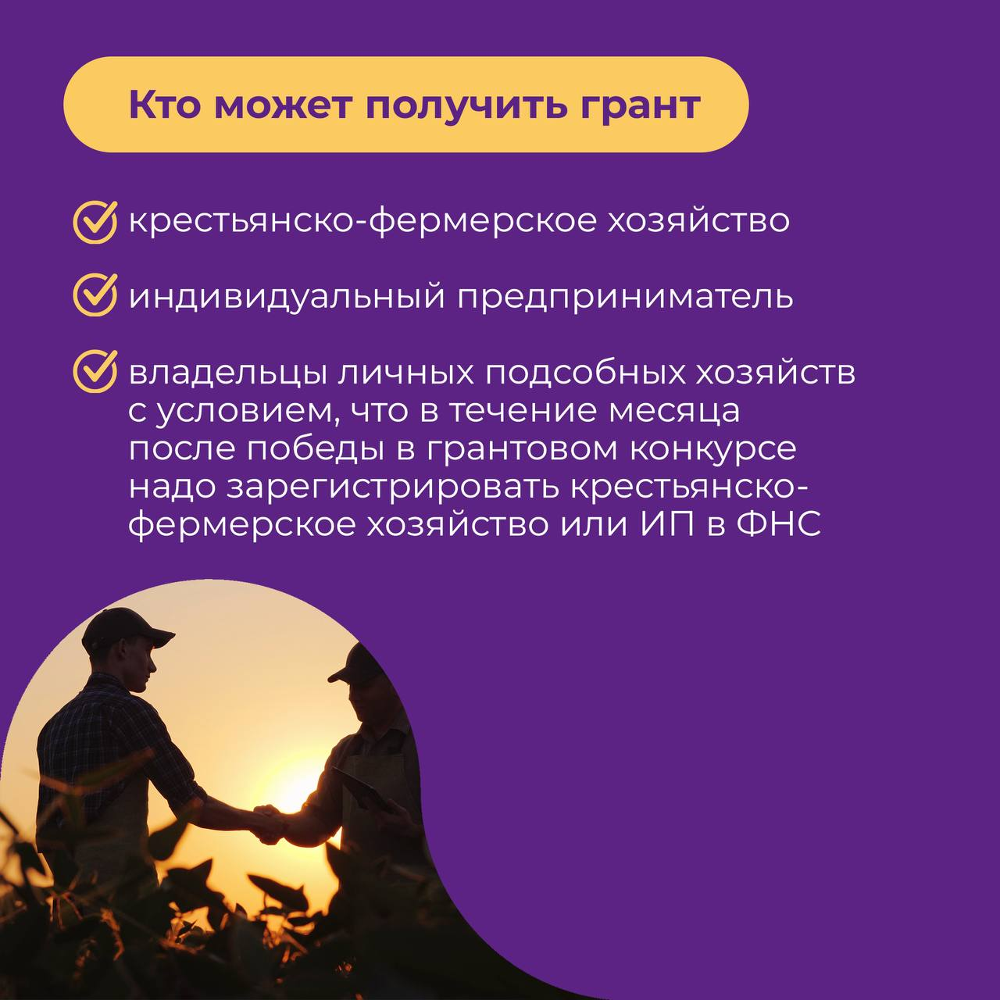 Кто может получить грант
крестьянско-фермерское хозяйство
индивидуальный предприниматель
владельцы личных подсобных хозяйств
с условием, что в течение месяца
после победы в грантовом конкурсе
надо зарегистрировать крестьянско-
фермерское хозяйство или ИП в ФНС